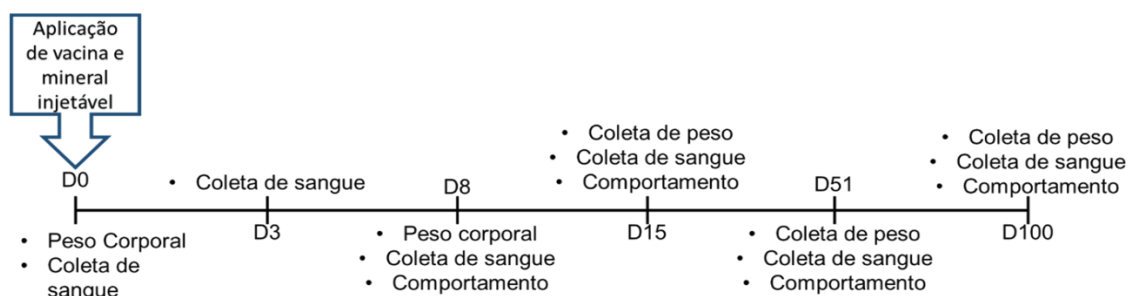 Aplicação
de vacina e
mineral
injetável
D0
• Peso Corporal
• Coleta de
sangue
• Coleta de sangue
D3
D8
• Peso corporal
• Coleta de sangue
• Comportamento
• Coleta de peso
• Coleta de sangue
• Comportamento
D15
D51
• Coleta de peso
• Coleta de sangue
• Comportamento
• Coleta de peso
• Coleta de sangue
• Comportamento
D100